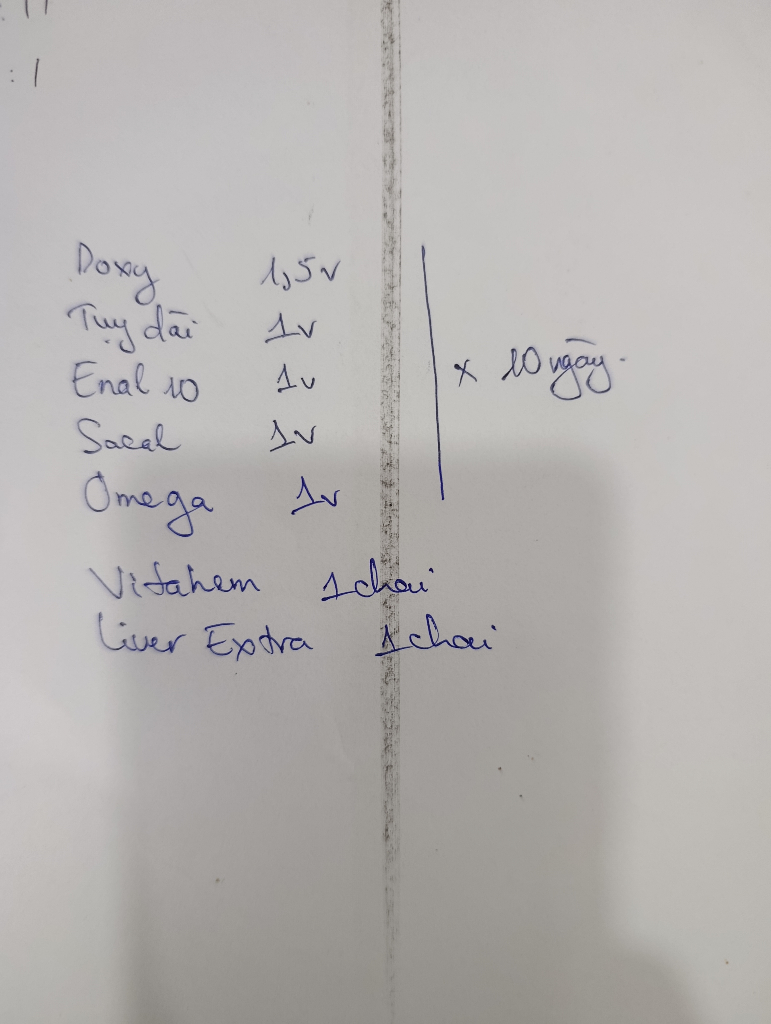 : 1
Doxy 1,5v
Tụy dài 1v
Enal 10 1v
x 10 ngày.
Sacal 1v
Omega 1v
Vitahem 1 chai
Liver Extra 1 chai